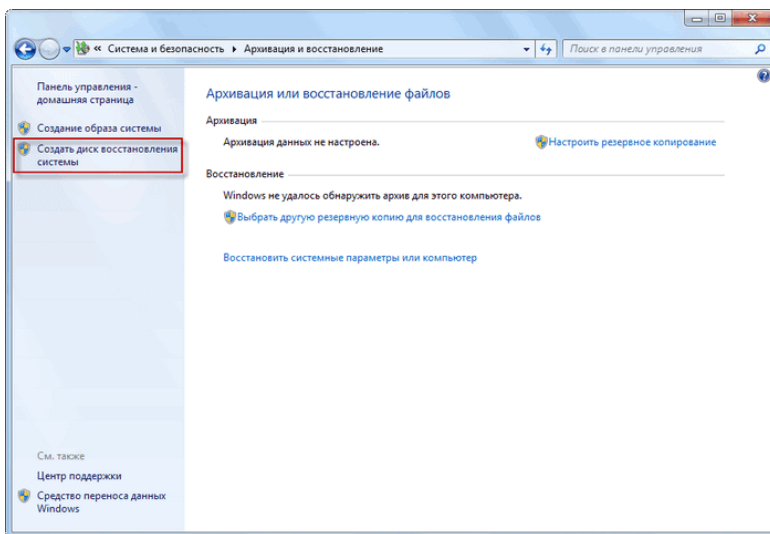 « Система и безопасность ▸ Архивация и восстановление
Поиск в панели управления
Панель управления -
домашняя страница
Создание образа системы
Создать диск восстановления
системы
Архивация или восстановление файлов
Архивация
Архивация данных не настроена.
Настроить резервное копирование
Восстановление
Windows не удалось обнаружить архив для этого компьютера.
Выбрать другую резервную копию для восстановления файлов
Восстановить системные параметры или компьютер
См. также
Центр поддержки
Средство переноса данных
Windows